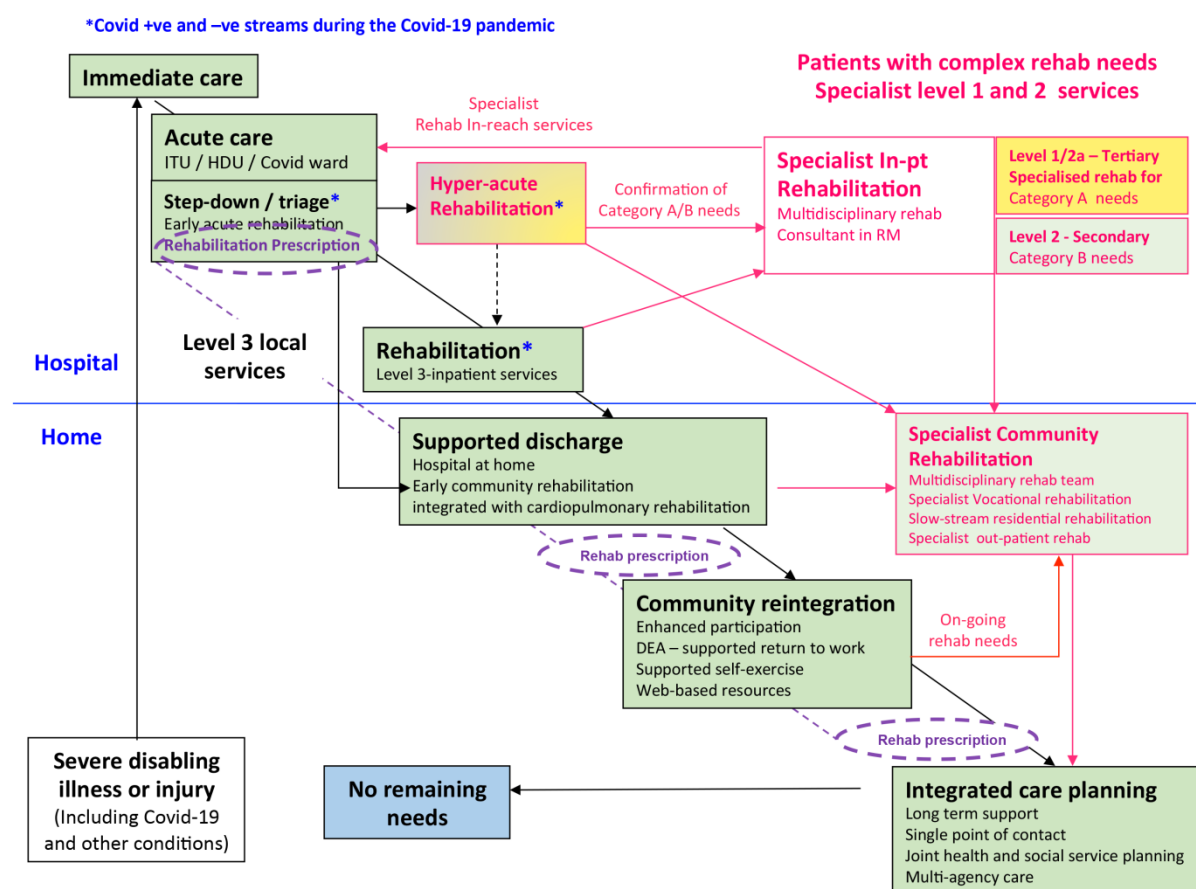 *Covid +ve and –ve streams during the Covid-19 pandemic
Immediate care
Patients with complex rehab needs
Specialist level 1 and 2 services
Specialist
Rehab In-reach services
Acute care
ITU / HDU / Covid ward
Step-down / triage*
Early acute rehabilitation
Rehabilitation Prescription
Hyper-acute
Rehabilitation*
Confirmation of
Category A/B needs
Specialist In-pt
Rehabilitation
Multidisciplinary rehab
Consultant in RM
Level 1/2a – Tertiary
Specialised rehab for
Category A needs
Level 2 - Secondary
Category B needs
Level 3 local
services
Rehabilitation*
Level 3-inpatient services
Hospital
Home
Supported discharge
Hospital at home
Early community rehabilitation
integrated with cardiopulmonary rehabilitation
Specialist Community
Rehabilitation
Multidisciplinary rehab team
Specialist Vocational rehabilitation
Slow-stream residential rehabilitation
Specialist out-patient rehab
Rehab prescription
Community reintegration
Enhanced participation
DEA – supported return to work
Supported self-exercise
Web-based resources
On-going
rehab needs
Rehab prescription
Severe disabling
illness or injury
(Including Covid-19
and other conditions)
No remaining
needs
Integrated care planning
Long term support
Single point of contact
Joint health and social service planning
Multi-agency care